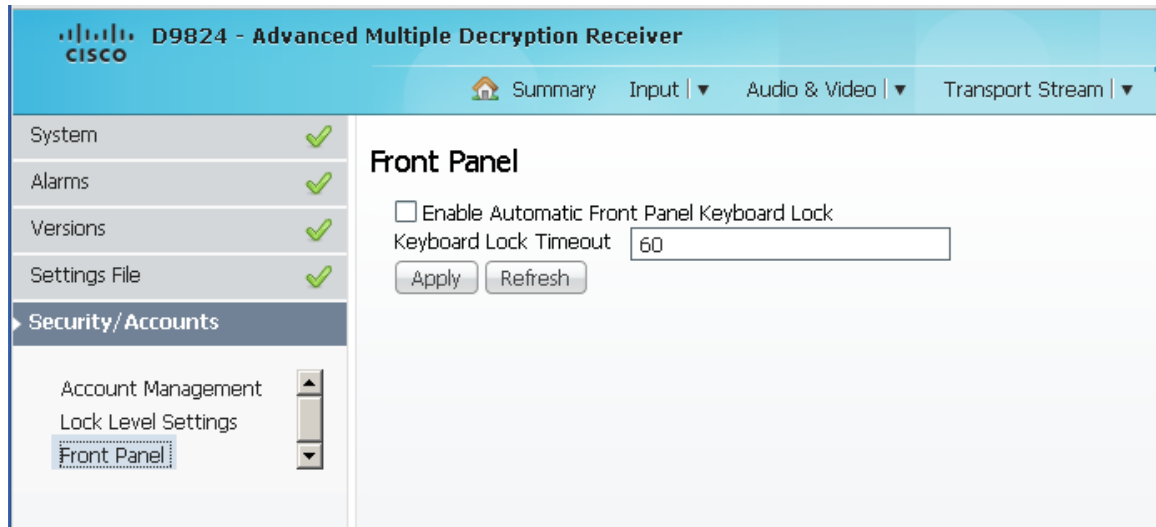 CISCO D9824 - Advanced Multiple Decryption Receiver
Summary Input | ▼ Audio & Video | ▼ Transport Stream | ▼
System
Alarms
Versions
Settings File
Security/Accounts
Account Management
Lock Level Settings
Front Panel
Front Panel
Enable Automatic Front Panel Keyboard Lock
Keyboard Lock Timeout 60
Apply Refresh